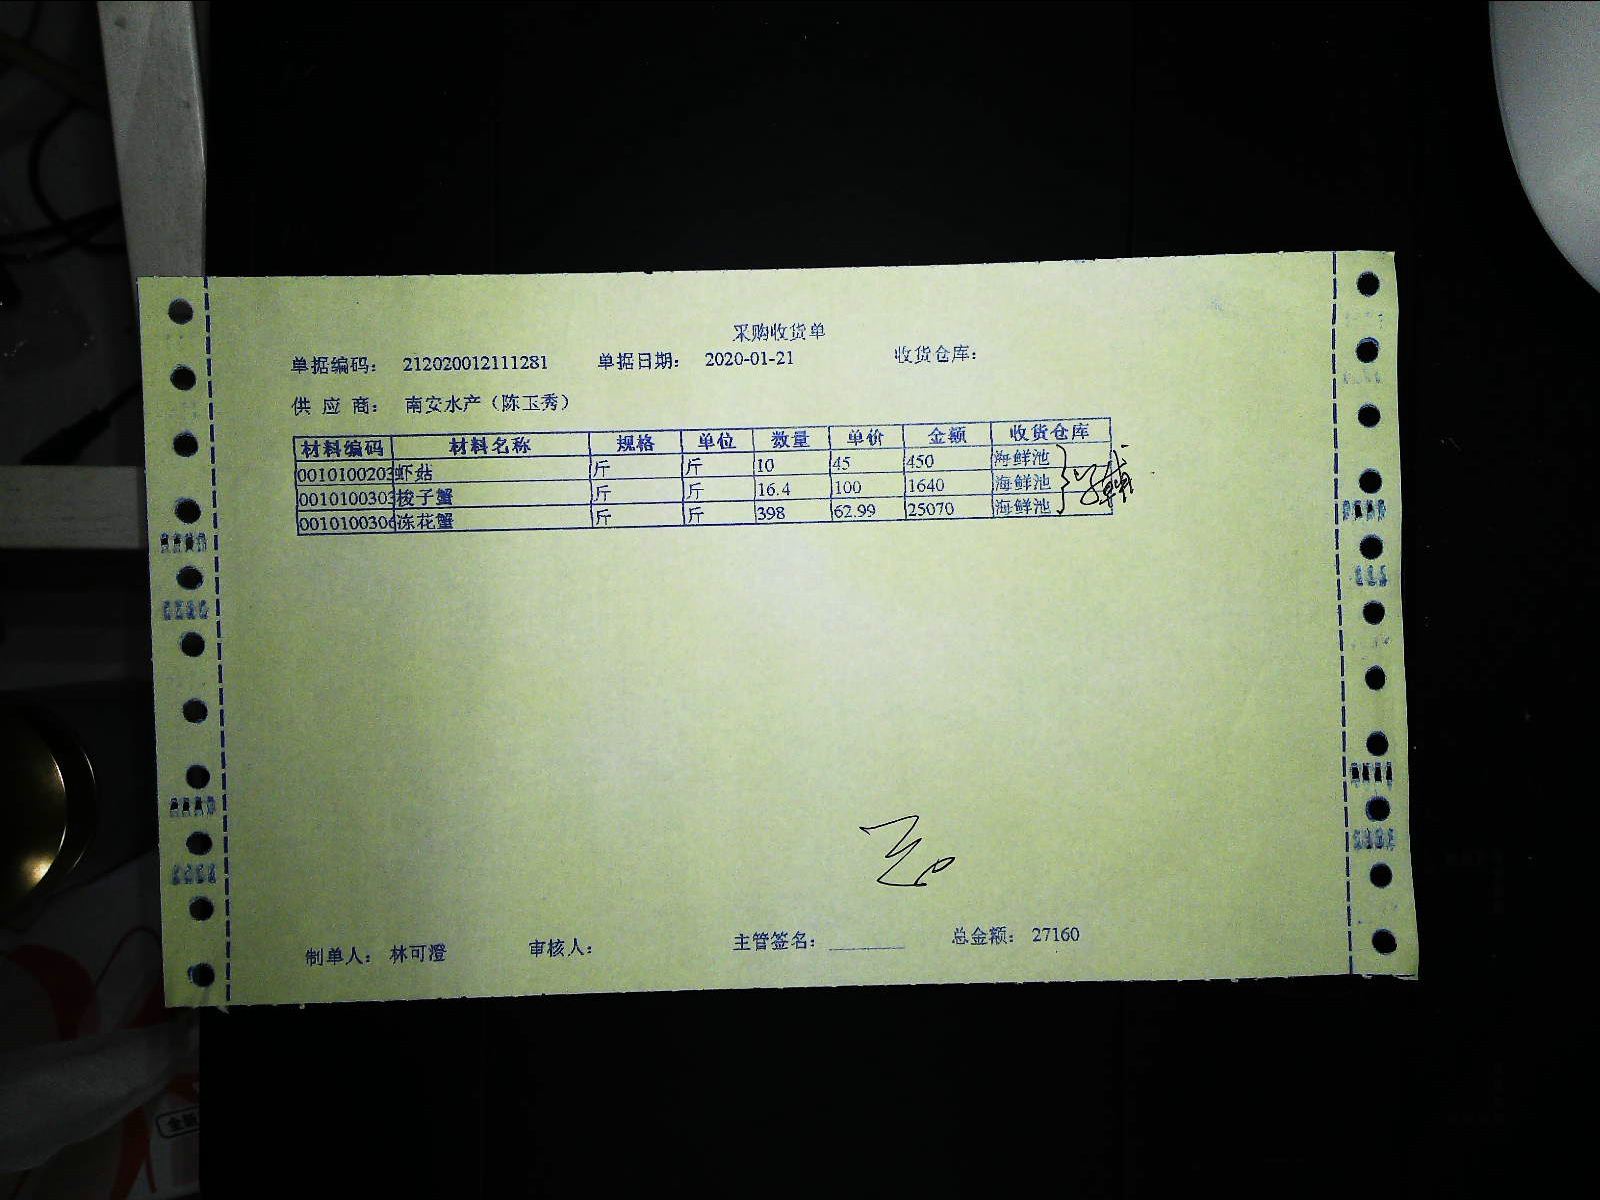 采购收货单
单据编码： 212020012111281 单据日期： 2020-01-21 收货仓库：
供 应 商： 南安水产（陈玉秀）
材料编码 材料名称 规格 单位 数量 单价 金额 收货仓库
0010100203 虾菇 斤 斤 10 45 450 海鲜池
0010100303 梭子蟹 斤 斤 16.4 100 1640 海鲜池
0010100306 冻花蟹 斤 斤 398 62.99 25070 海鲜池
制单人： 林可澄 审核人： 主管签名： ________ 总金额： 27160